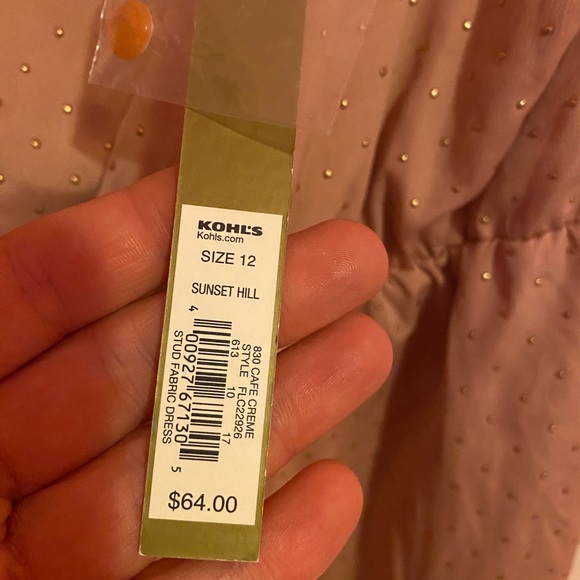 KOHL'S
Kohls.com
SIZE 12
SUNSET HILL
830 CAFE CREME
STYLE FLC22926
613 10 17
4 00927 67130 5
STUD FABRIC DRESS
$64.00